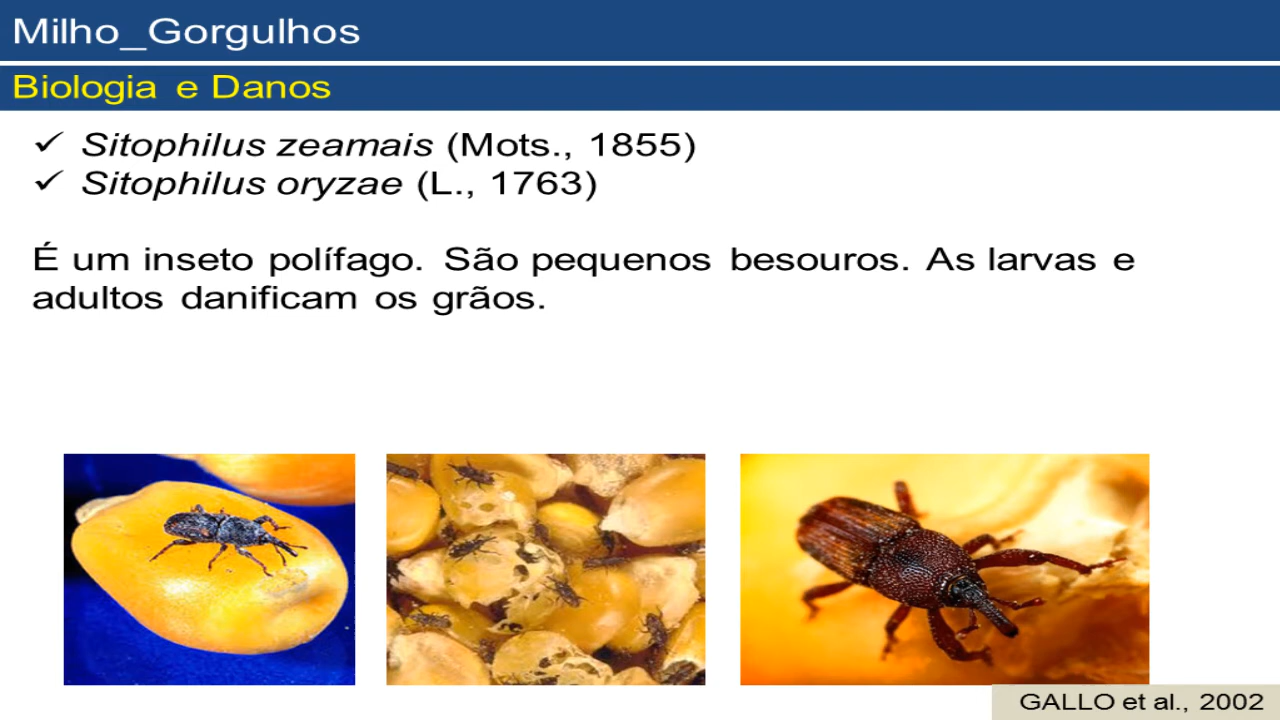 Milho_Gorgulhos
Biologia e Danos
✓ Sitophilus zeamais (Mots., 1855)
✓ Sitophilus oryzae (L., 1763)
É um inseto polífago. São pequenos besouros. As larvas e
adultos danificam os grãos.
GALLO et al., 2002